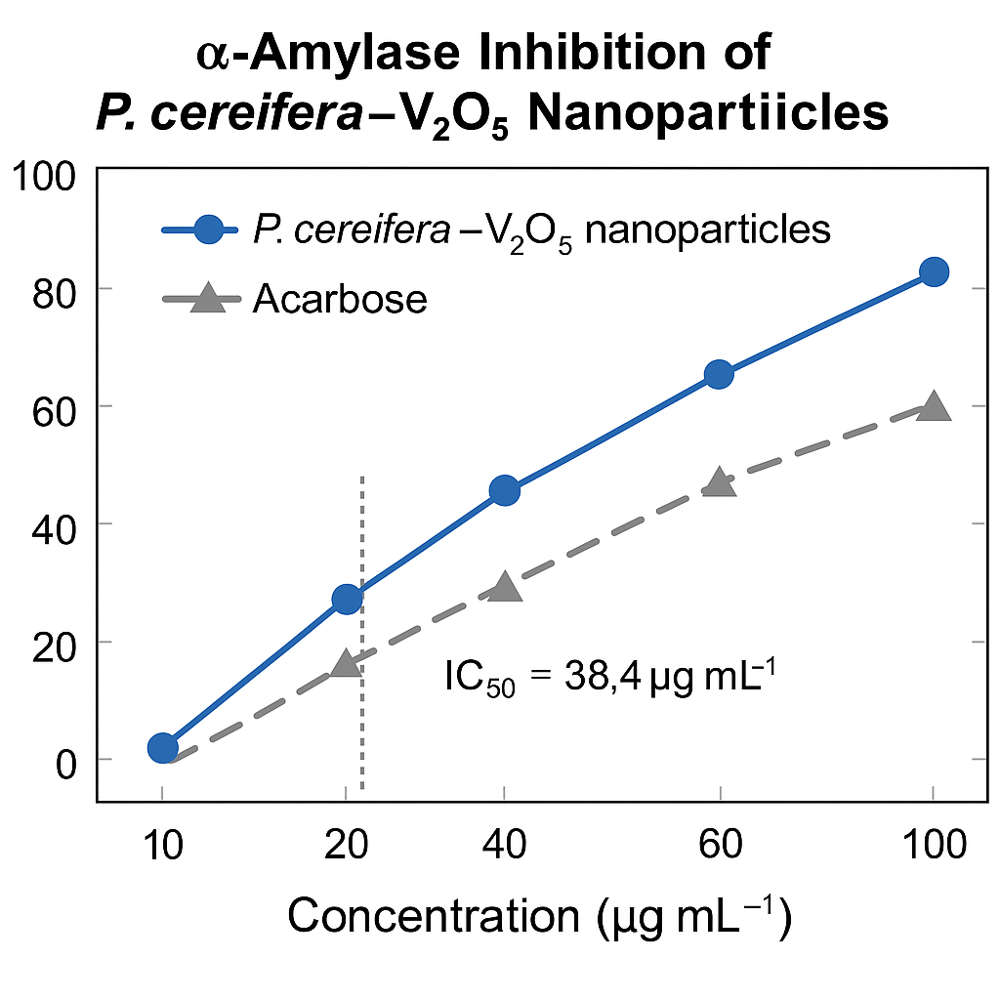 α-Amylase Inhibition of
P. cereifera–V₂O₅ Nanopartiicles
100
80
60
40
20
0
P. cereifera –V₂O₅ nanoparticles
Acarbose
IC₅₀ = 38,4 µg mL⁻¹
10 20 40 60 100
Concentration (µg mL⁻¹)